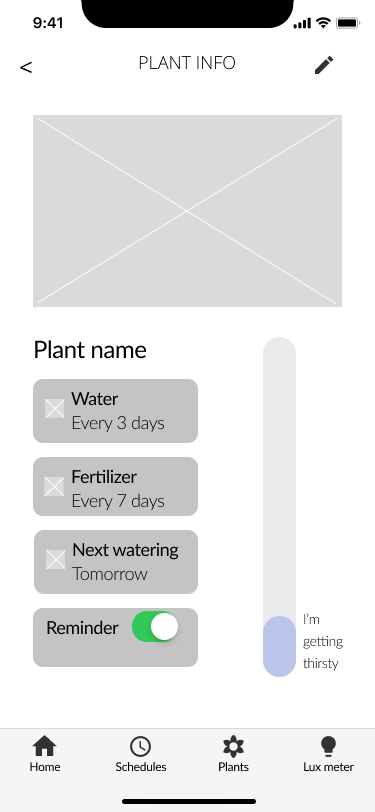 9:41
<
PLANT INFO
Plant name
Water
Every 3 days
Fertilizer
Every 7 days
Next watering
Tomorrow
Reminder
I'm
getting
thirsty
Home
Schedules
Plants
Lux meter